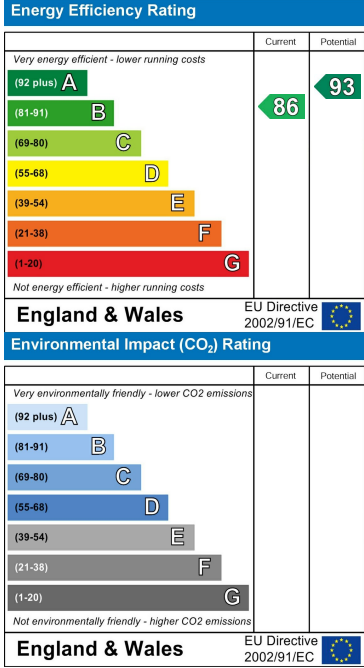 Energy Efficiency Rating
Current Potential
Very energy efficient - lower running costs
(92 plus) A
(81-91) B
(69-80) C
(55-68) D
(39-54) E
(21-38) F
(1-20) G
86
93
Not energy efficient - higher running costs
England & Wales
EU Directive
2002/91/EC
Environmental Impact (CO₂) Rating
Current Potential
Very environmentally friendly - lower CO2 emissions
(92 plus) A
(81-91) B
(69-80) C
(55-68) D
(39-54) E
(21-38) F
(1-20) G
Not environmentally friendly - higher CO2 emissions
England & Wales
EU Directive
2002/91/EC